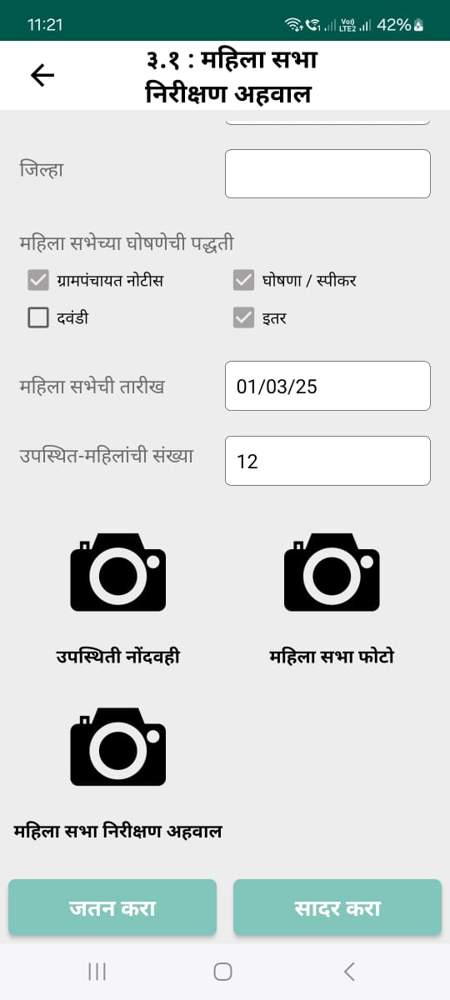 11:21
Vo)) LTE2 42%
३.१ : महिला सभा
निरीक्षण अहवाल
जिल्हा
महिला सभेच्या घोषणेची पद्धती
ग्रामपंचायत नोटीस घोषणा / स्पीकर
दवंडी इतर
महिला सभेची तारीख 01/03/25
उपस्थित-महिलांची संख्या 12
उपस्थिती नोंदवही महिला सभा फोटो
महिला सभा निरीक्षण अहवाल
जतन करा सादर करा